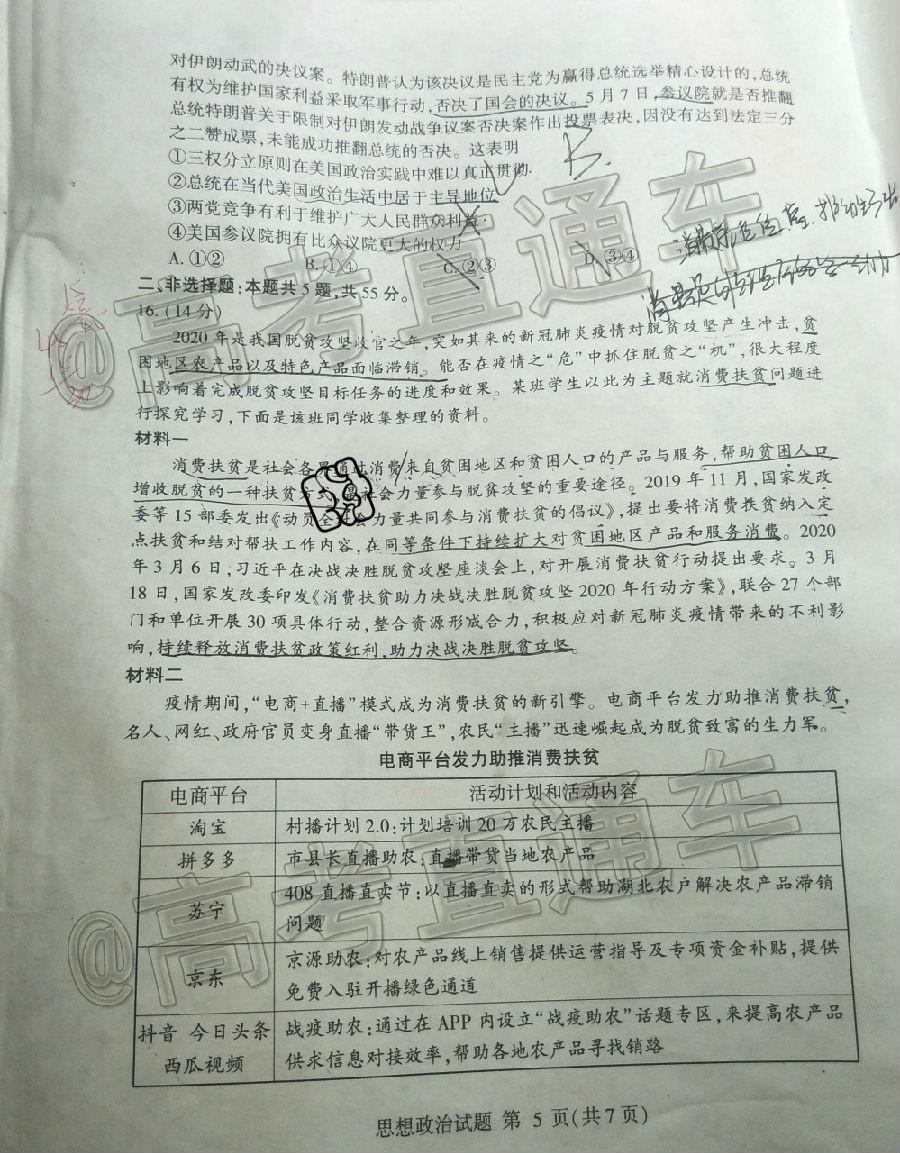 对伊朗动武的决议案。特朗普认为该决议是民主党为赢得总统选举精心设计的,总统
有权为维护国家利益采取军事行动,否决了国会的决议。5月7日,参议院就是否推翻
总统特朗普关于限制对伊朗发动战争议案否决案作出投票表决,因没有达到法定三分
之二赞成票,未能成功推翻总统的否决。这表明
B.
①三权分立原则在美国政治实践中难以真正贯彻
②总统在当代美国政治生活中居于主导地位
③两党竞争有利于维护广大人民群众利益
④美国参议院拥有比众议院更大的权力
A.①② B.①④ C.②③ D.③④
二、非选择题:本题共5题,共55分。
16.(14分)
2020年是我国脱贫攻坚收官之年,突如其来的新冠肺炎疫情对脱贫攻坚产生冲击,贫
困地区农产品以及特色产品面临滞销。能否在疫情之“危”中抓住脱贫之“机”,很大程度
上影响着完成脱贫攻坚目标任务的进度和效果。某班学生以此为主题就消费扶贫问题进
行探究学习,下面是该班同学收集整理的资料。
材料一
消费扶贫是社会各界通过消费来自贫困地区和贫困人口的产品与服务,帮助贫困人口
增收脱贫的一种扶贫方式,是社会力量参与脱贫攻坚的重要途径。2019年11月,国家发改
委等15部委发出《动员全社会力量共同参与消费扶贫的倡议》,提出要将消费扶贫纳入定
点扶贫和结对帮扶工作内容,在同等条件下持续扩大对贫困地区产品和服务消费。2020
年3月6日,习近平在决战决胜脱贫攻坚座谈会上,对开展消费扶贫行动提出要求。3月
18日,国家发改委印发《消费扶贫助力决战决胜脱贫攻坚2020年行动方案》,联合27个部
门和单位开展30项具体行动,整合资源形成合力,积极应对新冠肺炎疫情带来的不利影
响,持续释放消费扶贫政策红利,助力决战决胜脱贫攻坚。
材料二
疫情期间,“电商+直播”模式成为消费扶贫的新引擎。电商平台发力助推消费扶贫,
名人、网红、政府官员变身直播“带货王”,农民“主播”迅速崛起成为脱贫致富的生力军。
电商平台发力助推消费扶贫
电商平台 活动计划和活动内容
淘宝 村播计划2.0:计划培训20万农民主播
拼多多 市县长直播助农:直播带货当地农产品
苏宁 408直播直卖节:以直播直卖的形式帮助湖北农户解决农产品滞销
问题
京东 京源助农:对农产品线上销售提供运营指导及专项资金补贴,提供
免费入驻开播绿色通道
抖音 今日头条 战疫助农:通过在APP内设立“战疫助农”话题专区,来提高农产品
西瓜视频 供求信息对接效率,帮助各地农产品寻找销路
思想政治试题 第5页(共7页)
@高考直通车
@高考直通车